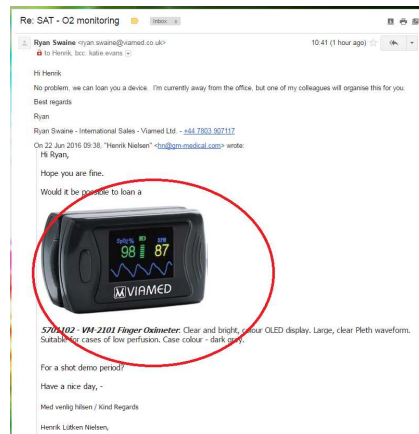 Re: SAT - O2 monitoring Inbox x
Ryan Swaine <ryan.swaine@viamed.co.uk> 10:41 (1 hour ago)
to Henrik, bcc: katie.evans
Hi Henrik
No problem, we can loan you a device. I'm currently away from the office, but one of my colleagues will organise this for you.
Best regards
Ryan
Ryan Swaine - International Sales - Viamed Ltd. - +44 7803 907117
On 22 Jun 2016 09:38, "Henrik Nielsen" <hn@gm-medical.com> wrote:
Hi Ryan,
Hope you are fine.
Would it be possible to loan a
SpO2% BPM
98 87
VIAMED
5701102 - VM-2101 Finger Oximeter. Clear and bright, colour OLED display. Large, clear Pleth waveform.
Suitable for cases of low perfusion. Case colour - dark grey.
For a shot demo period?
Have a nice day, -
Med venlig hilsen / Kind Regards
Henrik Lütken Nielsen,